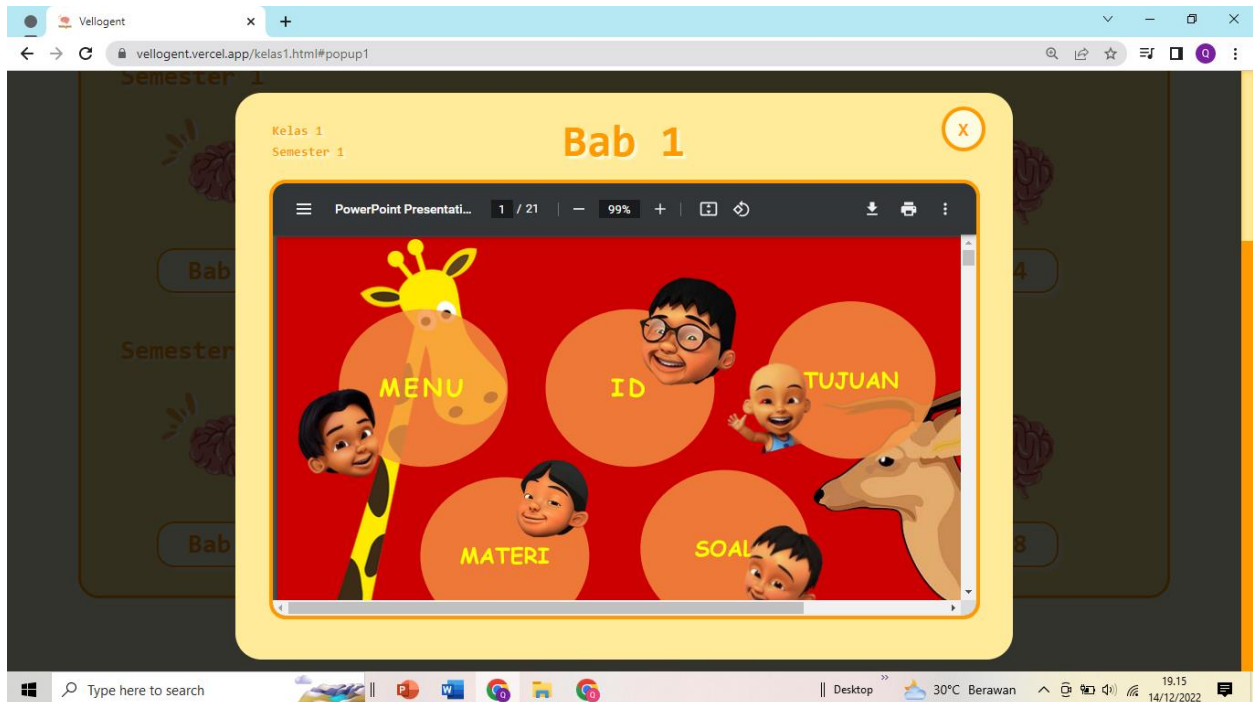 Vellogent
vellogent.vercel.app/kelas1.html#popup1
Q
Semester 1
Kelas 1
Semester 1
Bab 1
X
PowerPoint Presentati... 1 / 21 99%
Bab
4
MENU
ID
TUJUAN
Semester
MATERI
SOAL
Bab
8
Type here to search
Desktop
30°C Berawan
19.15
14/12/2022